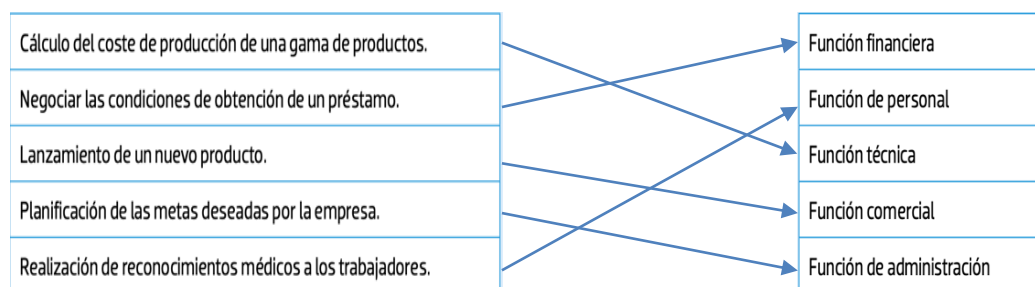 Cálculo del coste de producción de una gama de productos.
Función financiera
Negociar las condiciones de obtención de un préstamo.
Función de personal
Lanzamiento de un nuevo producto.
Función técnica
Planificación de las metas deseadas por la empresa.
Función comercial
Realización de reconocimientos médicos a los trabajadores.
Función de administración